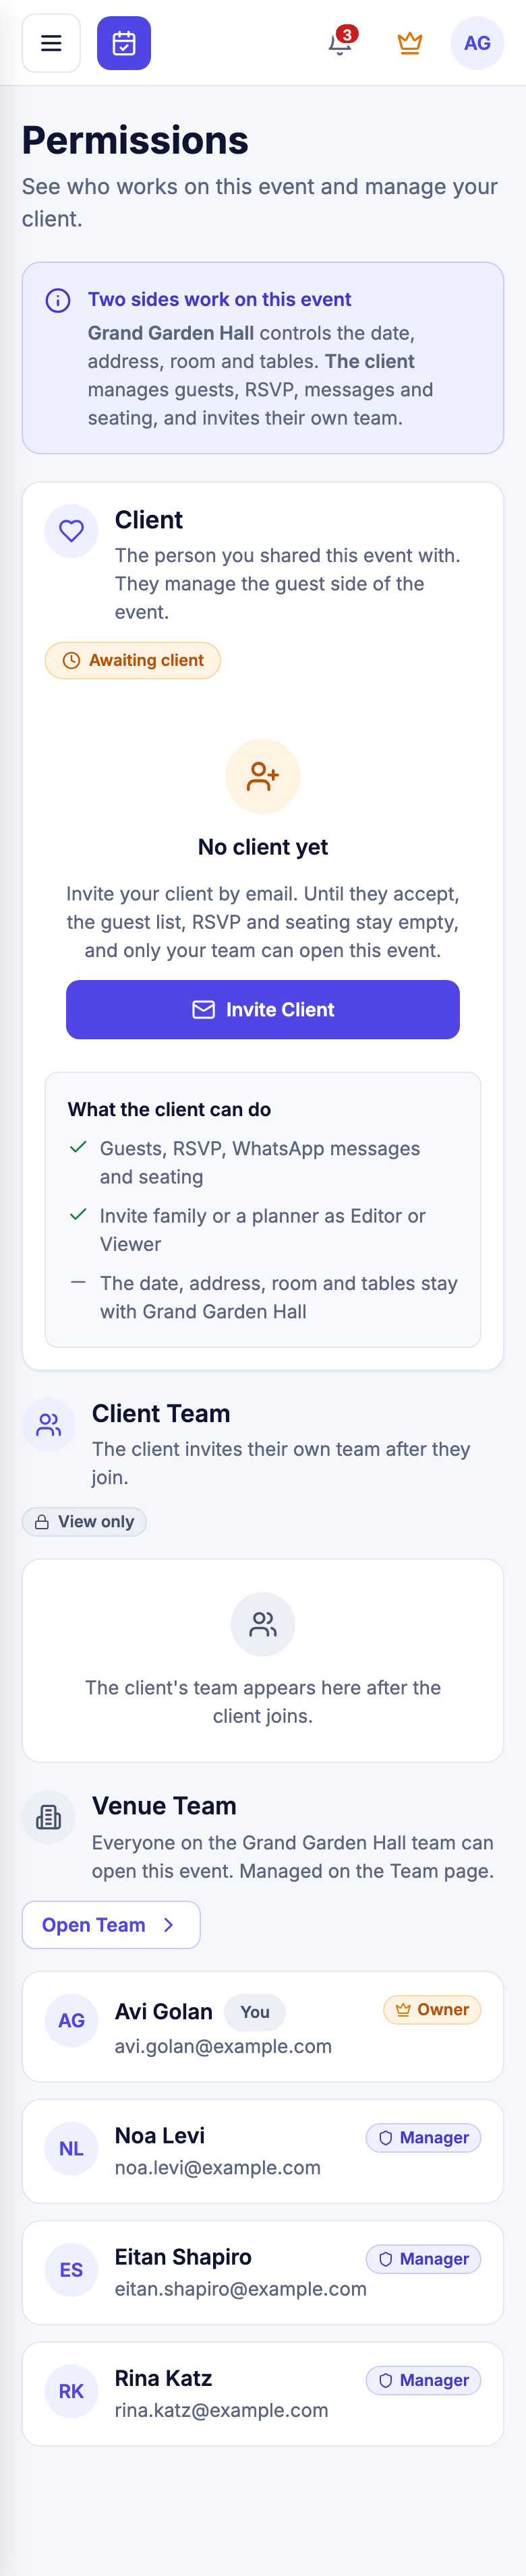 3
AG
Permissions
See who works on this event and manage your
client.
Two sides work on this event
Grand Garden Hall controls the date,
address, room and tables. The client
manages guests, RSVP, messages and
seating, and invites their own team.
Client
The person you shared this event with.
They manage the guest side of the
event.
Awaiting client
No client yet
Invite your client by email. Until they accept,
the guest list, RSVP and seating stay empty,
and only your team can open this event.
Invite Client
What the client can do
Guests, RSVP, WhatsApp messages
and seating
Invite family or a planner as Editor or
Viewer
The date, address, room and tables stay
with Grand Garden Hall
Client Team
The client invites their own team after they
join.
View only
The client's team appears here after the
client joins.
Venue Team
Everyone on the Grand Garden Hall team can
open this event. Managed on the Team page.
Open Team
AG
Avi Golan You Owner
avi.golan@example.com
NL
Noa Levi Manager
noa.levi@example.com
ES
Eitan Shapiro Manager
eitan.shapiro@example.com
RK
Rina Katz Manager
rina.katz@example.com